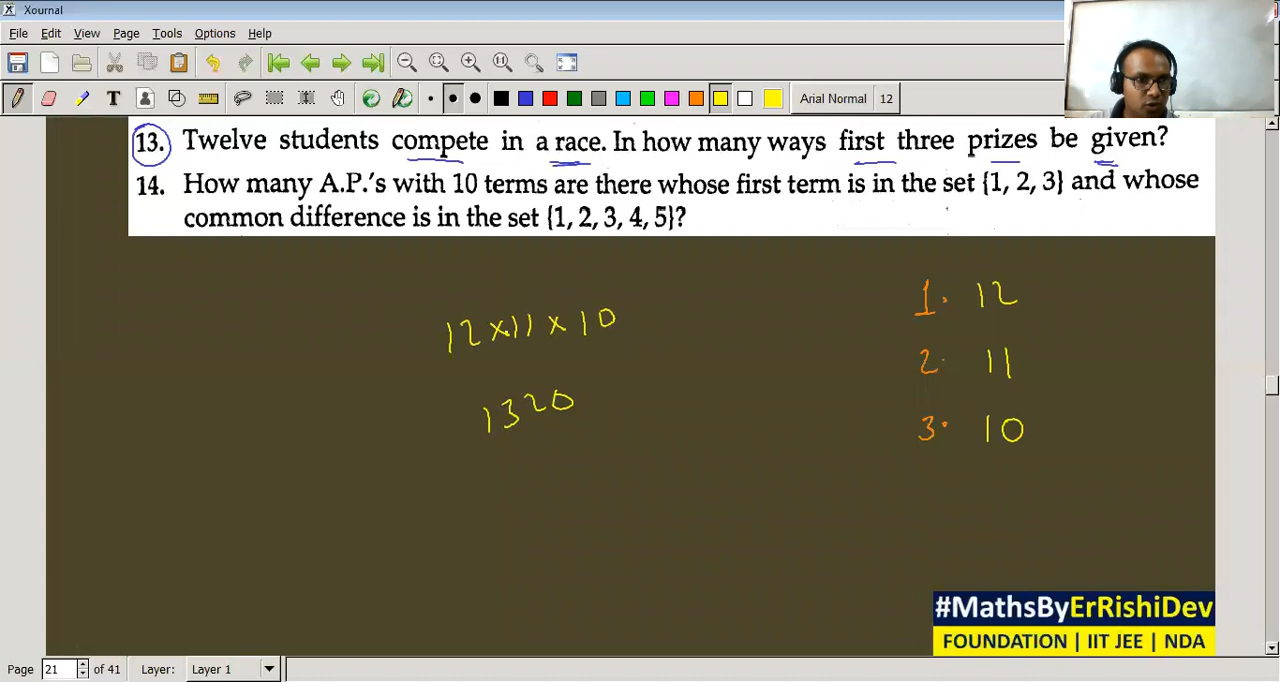 Xournal
File Edit View Page Tools Options Help
Arial Normal 12
13. Twelve students compete in a race. In how many ways first three prizes be given?
14. How many A.P.'s with 10 terms are there whose first term is in the set {1, 2, 3} and whose
common difference is in the set {1, 2, 3, 4, 5}?
12×11×10
1320
1. 12
2. 11
3. 10
#MathsByErRishiDev
FOUNDATION | IIT JEE | NDA
Page 21 of 41 Layer: Layer 1